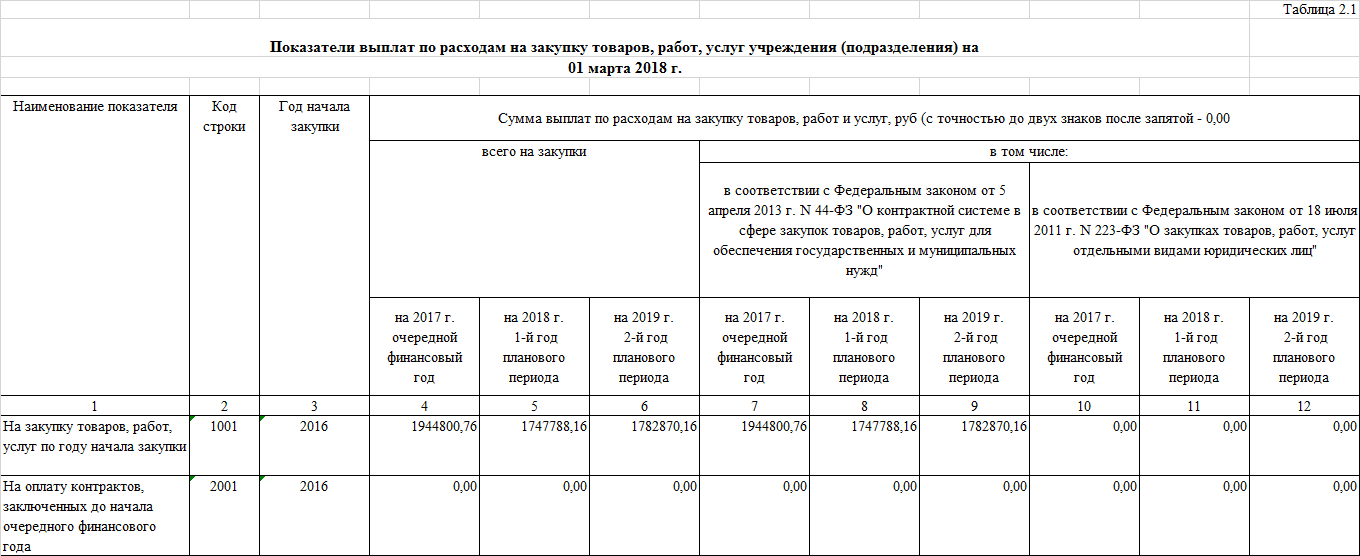 Таблица 2.1
Показатели выплат по расходам на закупку товаров, работ, услуг учреждения (подразделения) на
01 марта 2018 г.
Наименование показателя
Код
строки
Год начала
закупки
Сумма выплат по расходам на закупку товаров, работ и услуг, руб (с точностью до двух знаков после запятой - 0,00
всего на закупки
в том числе:
в соответствии с Федеральным законом от 5
апреля 2013 г. N 44-ФЗ "О контрактной системе в
сфере закупок товаров, работ, услуг для
обеспечения государственных и муниципальных
нужд"
в соответствии с Федеральным законом от 18 июля
2011 г. N 223-ФЗ "О закупках товаров, работ, услуг
отдельными видами юридических лиц"
на 2017 г.
очередной
финансовый
год
на 2018 г.
1-й год
планового
периода
на 2019 г.
2-й год
планового
периода
на 2017 г.
очередной
финансовый
год
на 2018 г.
1-й год
планового
периода
на 2019 г.
2-й год
планового
периода
на 2017 г.
очередной
финансовый
год
на 2018 г.
1-й год
планового
периода
на 2019 г.
2-й год
планового
периода
1 2 3 4 5 6 7 8 9 10 11 12
На закупку товаров, работ,
услуг по году начала закупки
1001 2016 1944800,76 1747788,16 1782870,16 1944800,76 1747788,16 1782870,16 0,00 0,00 0,00
На оплату контрактов,
заключенных до начала
очередного финансового
года
2001 2016 0,00 0,00 0,00 0,00 0,00 0,00 0,00 0,00 0,00